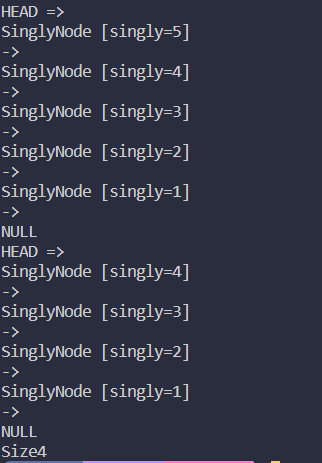 HEAD =>
SinglyNode [singly=5]
->
SinglyNode [singly=4]
->
SinglyNode [singly=3]
->
SinglyNode [singly=2]
->
SinglyNode [singly=1]
->
NULL
HEAD =>
SinglyNode [singly=4]
->
SinglyNode [singly=3]
->
SinglyNode [singly=2]
->
SinglyNode [singly=1]
->
NULL
Size4